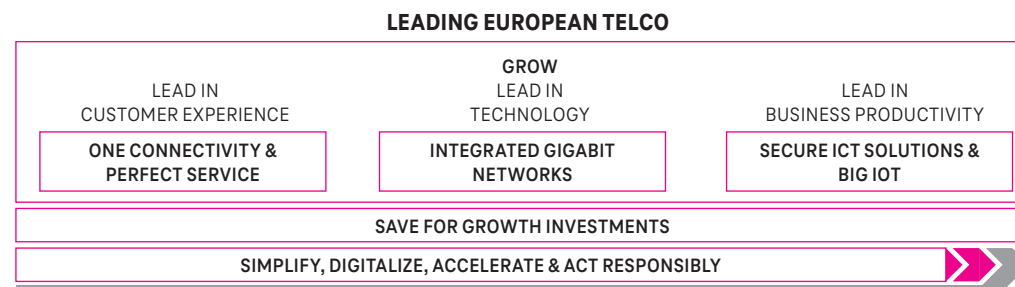 LEADING EUROPEAN TELCO
GROW
LEAD IN
CUSTOMER EXPERIENCE
LEAD IN
TECHNOLOGY
LEAD IN
BUSINESS PRODUCTIVITY
ONE CONNECTIVITY &
PERFECT SERVICE
INTEGRATED GIGABIT
NETWORKS
SECURE ICT SOLUTIONS &
BIG IOT
SAVE FOR GROWTH INVESTMENTS
SIMPLIFY, DIGITALIZE, ACCELERATE & ACT RESPONSIBLY